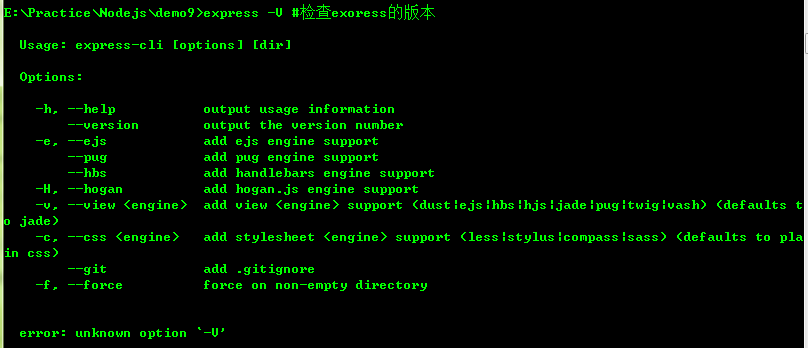 E:\Practice\Nodejs\demo9>express -V #检查exoress的版本
Usage: express-cli [options] [dir]
Options:
-h, --help output usage information
--version output the version number
-e, --ejs add ejs engine support
--pug add pug engine support
--hbs add handlebars engine support
-H, --hogan add hogan.js engine support
-v, --view <engine> add view <engine> support (dust|ejs|hbs|hjs|jade|pug|twig|vash) (defaults t
o jade)
-c, --css <engine> add stylesheet <engine> support (less|stylus|compass|sass) (defaults to pla
in css)
--git add .gitignore
-f, --force force on non-empty directory
error: unknown option `-V'